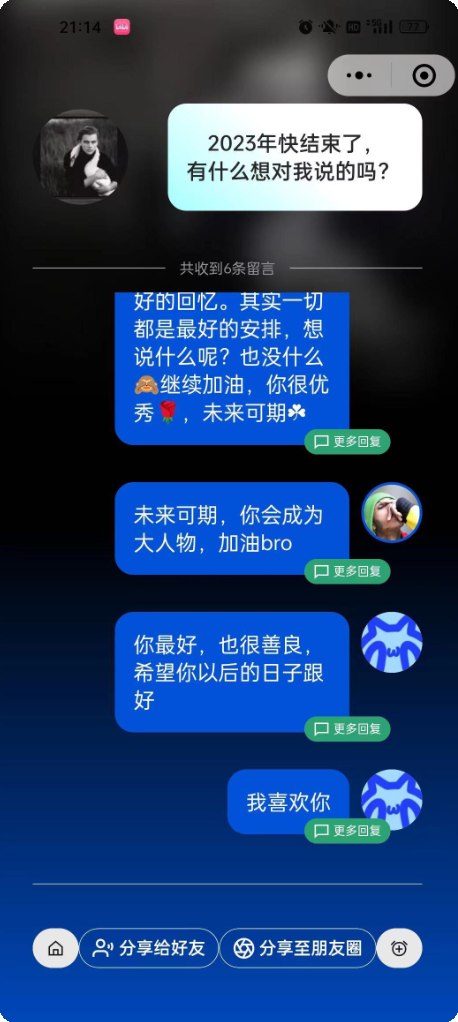 21:14
HD
5G
27
2023年快结束了，
有什么想对我说的吗？
共收到6条留言
好的回忆。其实一切
都是最好的安排，想
说什么呢？也没什么
🙈继续加油，你很优
秀🌹，未来可期☘
更多回复
未来可期，你会成为
大人物，加油bro
更多回复
你最好，也很善良，
希望你以后的日子跟
好
更多回复
我喜欢你
更多回复
分享给好友
分享至朋友圈